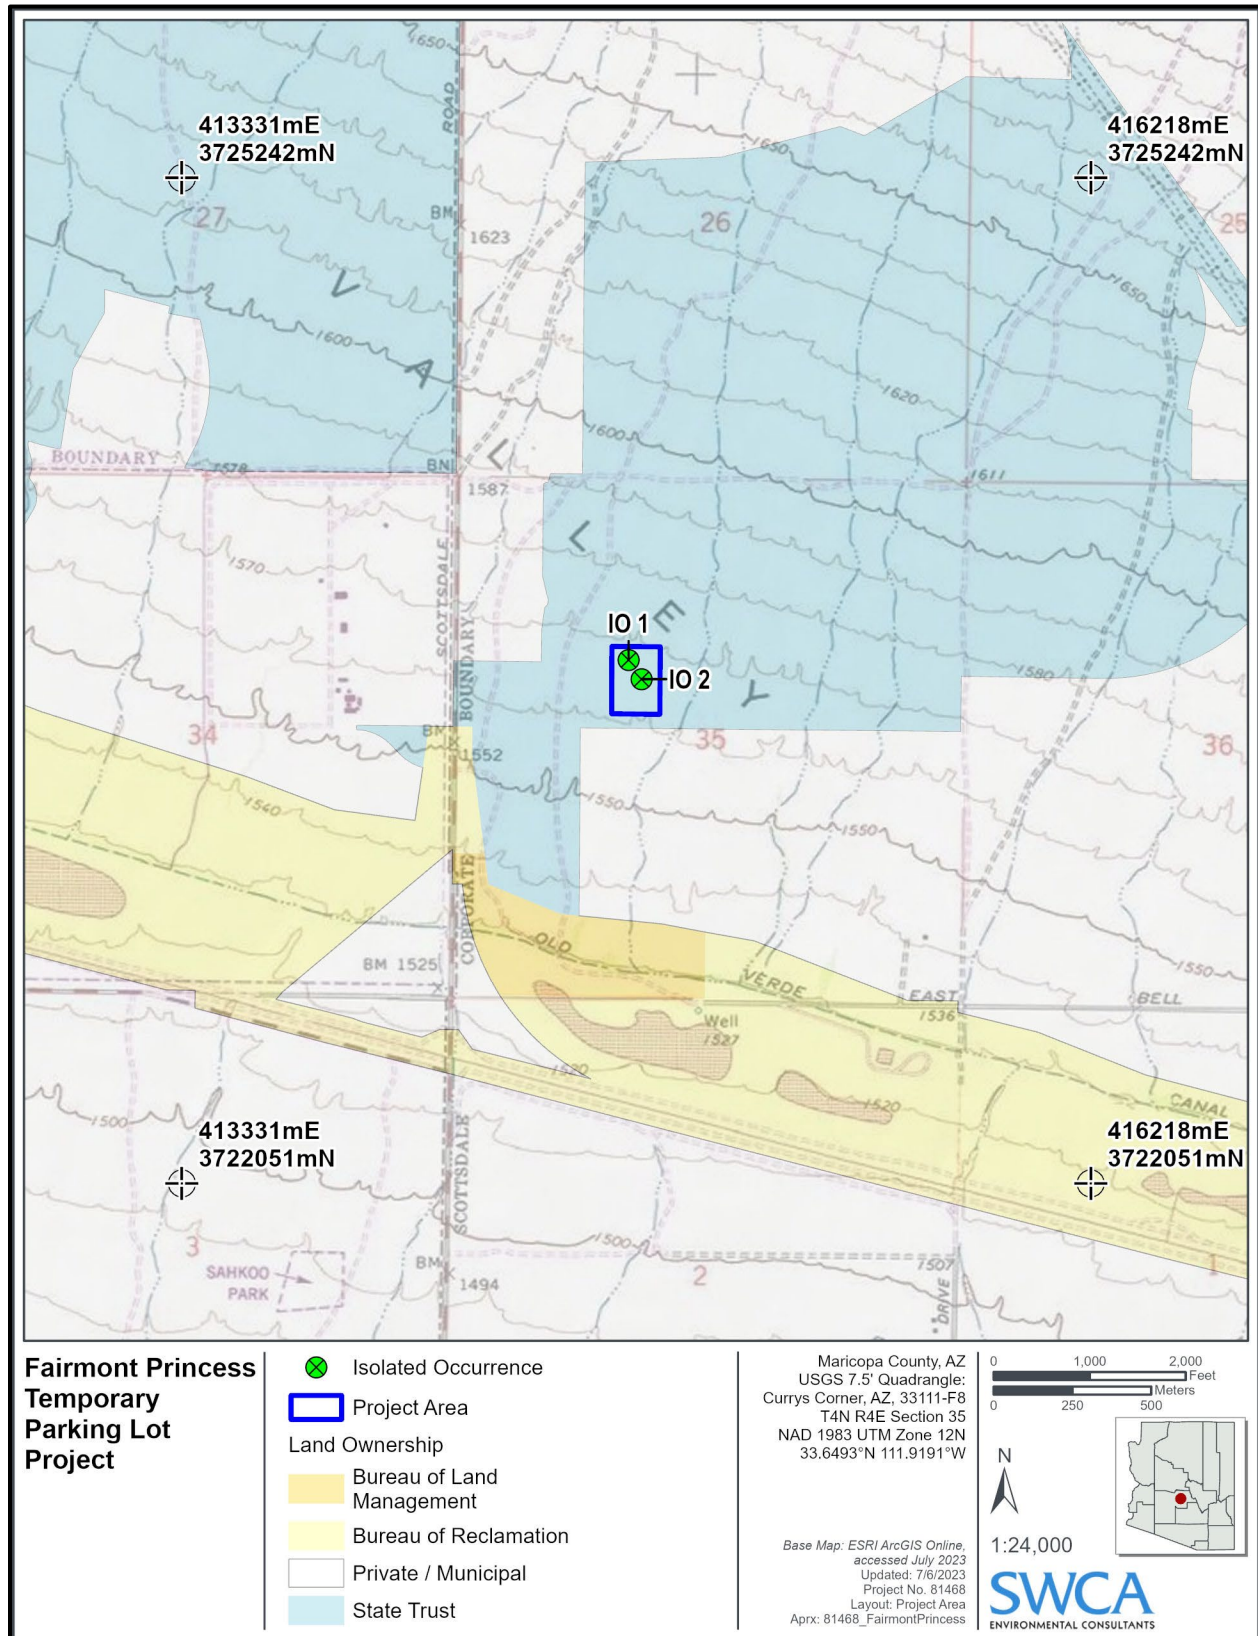 1650
ROAD
413331mE
3725242mN
416218mE
3725242mN
1650
27
26
25
BM
1623
1650
V
1600
A
1620
1600
L
BOUNDARY
1578
BN
1587
1611
L
SCOTTSDALE
1570
IO 1
E
BOUNDARY
IO 2
1580
Y
34
35
36
BM
1552
1540
1550
1550
CORPORATE
OLD
BM 1525
1550
VERDE
EAST
BELL
1536
Well
1527
1520
1520
CANAL
1500
413331mE
3722051mN
416218mE
3722051mN
SCOTTSDALE
3
1500
SAHKOO
PARK
BM
1494
2
1507
1
DRIVE
Fairmont Princess
Temporary
Parking Lot
Project
Isolated Occurrence
Project Area
Land Ownership
Bureau of Land
Management
Bureau of Reclamation
Private / Municipal
State Trust
Maricopa County, AZ
USGS 7.5' Quadrangle:
Currys Corner, AZ, 33111-F8
T4N R4E Section 35
NAD 1983 UTM Zone 12N
33.6493°N 111.9191°W
Base Map: ESRI ArcGIS Online,
accessed July 2023
Updated: 7/6/2023
Project No. 81468
Layout: Project Area
Aprx: 81468_FairmontPrincess
0 1,000 2,000
Feet
Meters
0 250 500
N
1:24,000
SWCA
ENVIRONMENTAL CONSULTANTS